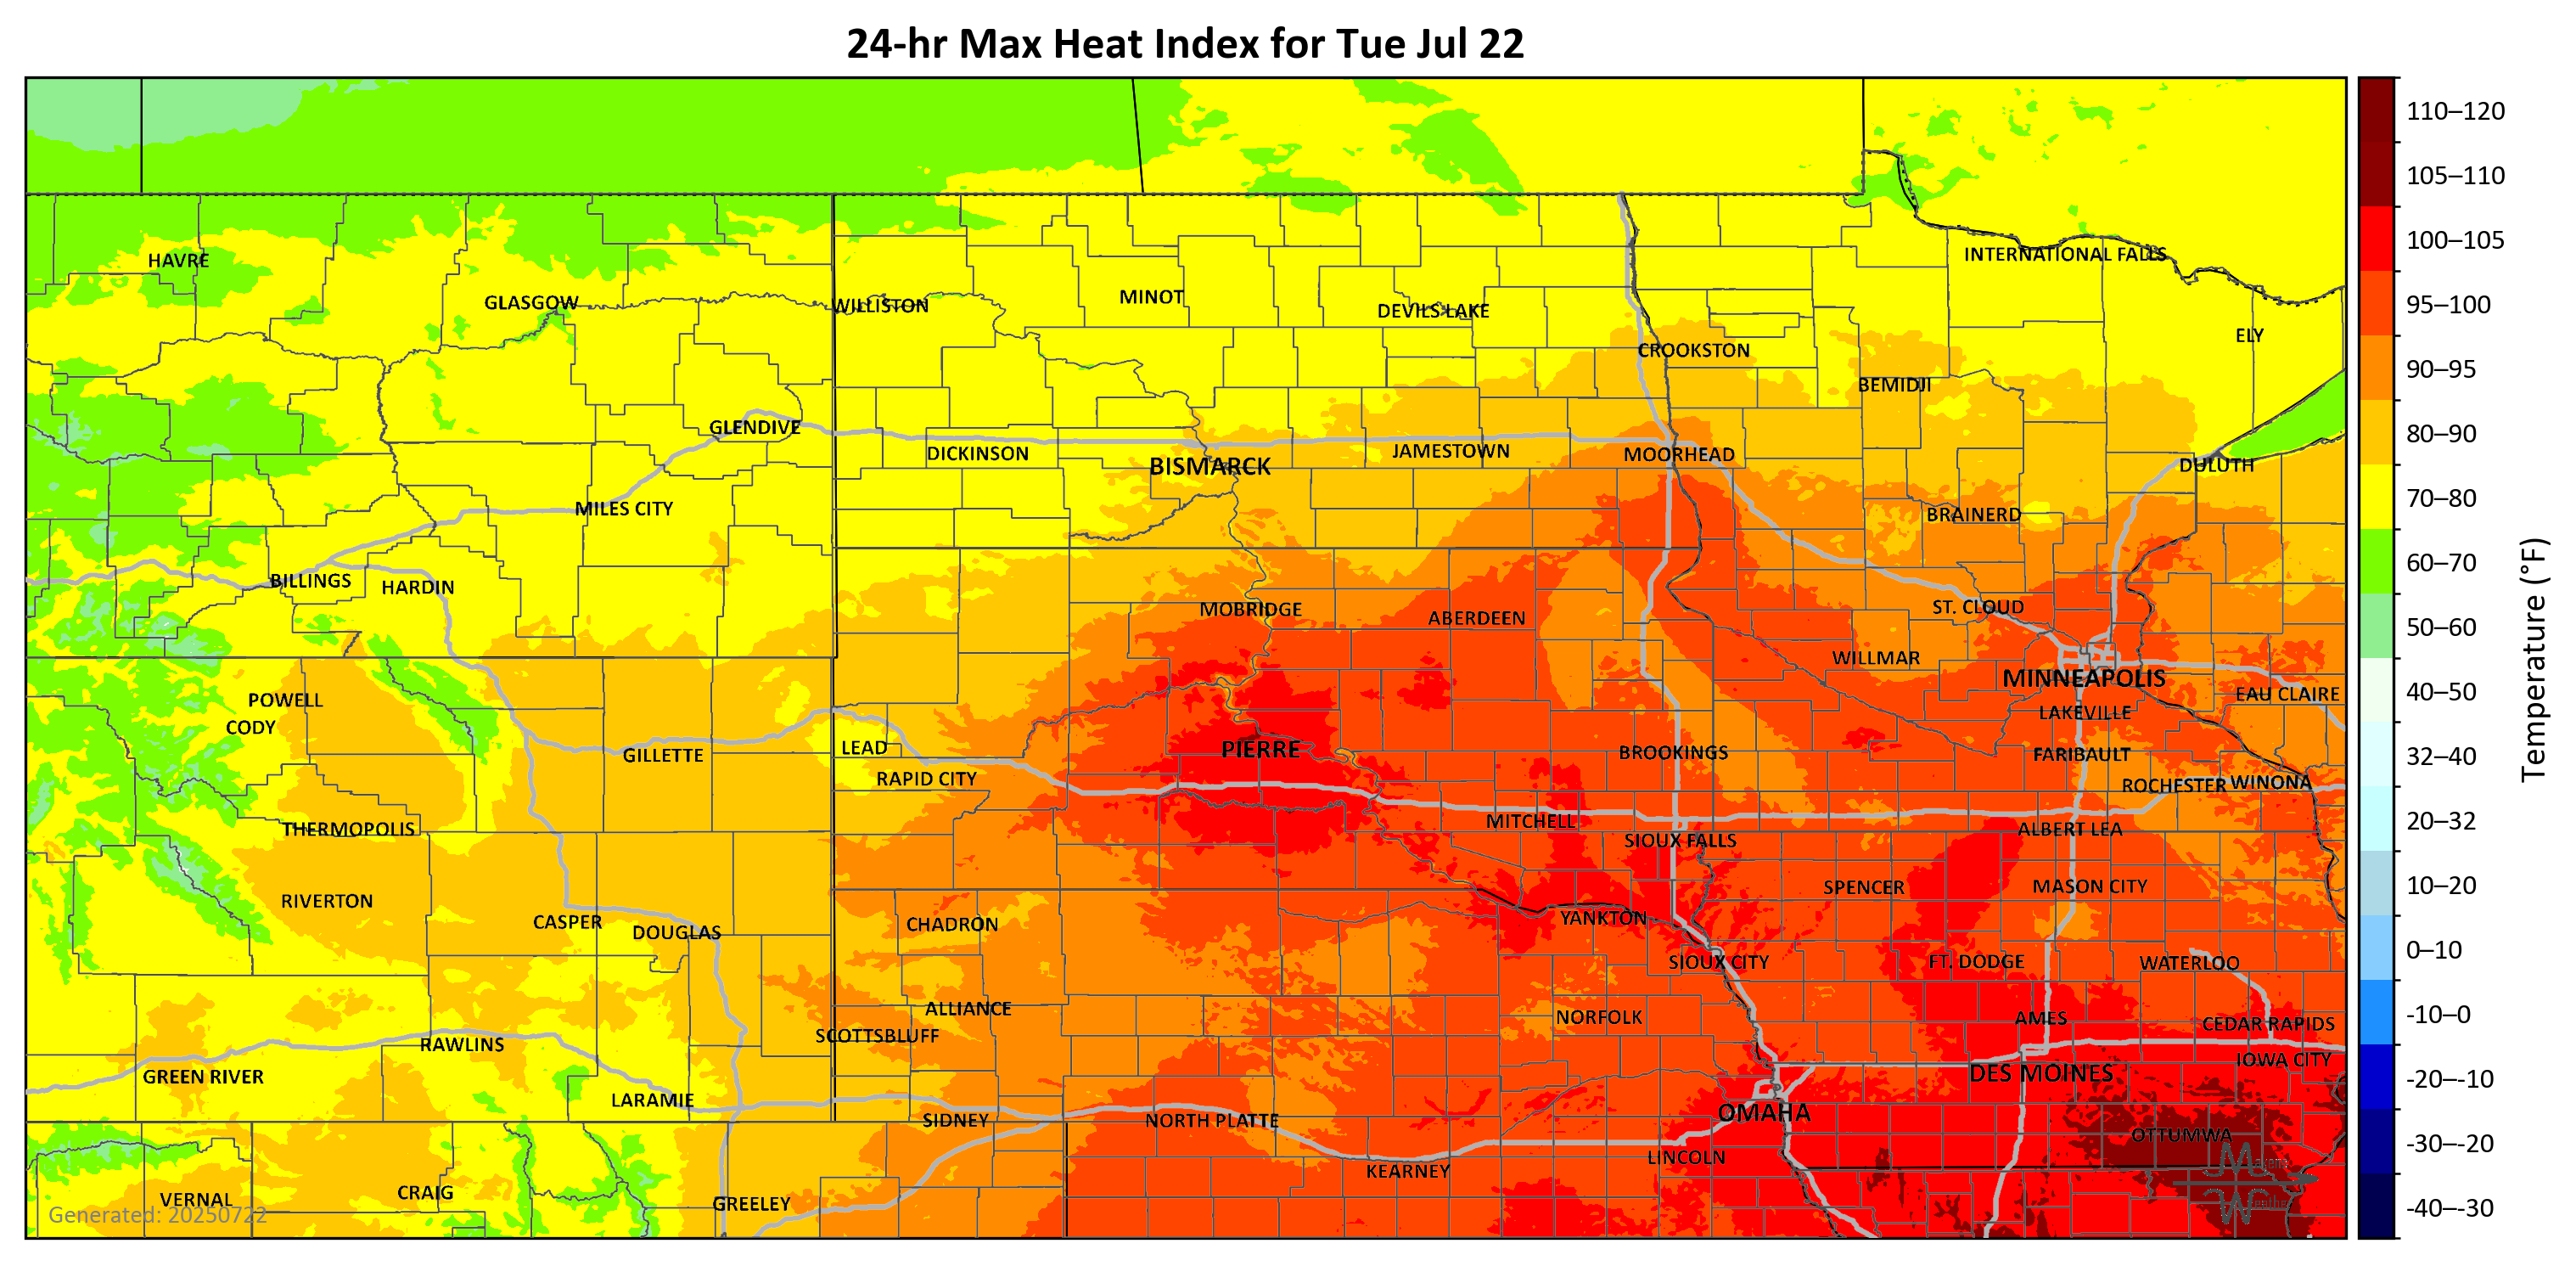 24-hr Max Heat Index for Tue Jul 22
110–120
105–110
100–105
95–100
90–95
80–90
70–80
60–70
50–60
40–50
32–40
20–32
10–20
0–10
-10–0
-20–-10
-30–-20
-40–-30
Temperature (°F)
INTERNATIONAL FALLS
HAVRE
GLASGOW
WILLISTON
MINOT
DEVILS LAKE
ELY
CROOKSTON
BEMIDJI
GLENDIVE
DICKINSON
BISMARCK
JAMESTOWN
MOORHEAD
DULUTH
MILES CITY
BRAINERD
BILLINGS
HARDIN
MOBRIDGE
ABERDEEN
ST. CLOUD
WILLMAR
MINNEAPOLIS
EAU CLAIRE
POWELL
CODY
LAKEVILLE
GILLETTE
LEAD
PIERRE
BROOKINGS
FARIBAULT
RAPID CITY
ROCHESTER
WINONA
THERMOPOLIS
MITCHELL
SIOUX FALLS
ALBERT LEA
RIVERTON
SPENCER
MASON CITY
CASPER
DOUGLAS
CHADRON
YANKTON
SIOUX CITY
FT. DODGE
WATERLOO
ALLIANCE
SCOTTSBLUFF
NORFOLK
AMES
CEDAR RAPIDS
RAWLINS
IOWA CITY
GREEN RIVER
DES MOINES
LARAMIE
SIDNEY
NORTH PLATTE
OMAHA
OTTUMWA
KEARNEY
LINCOLN
VERNAL
CRAIG
GREELEY
Generated: 20250722
M
W